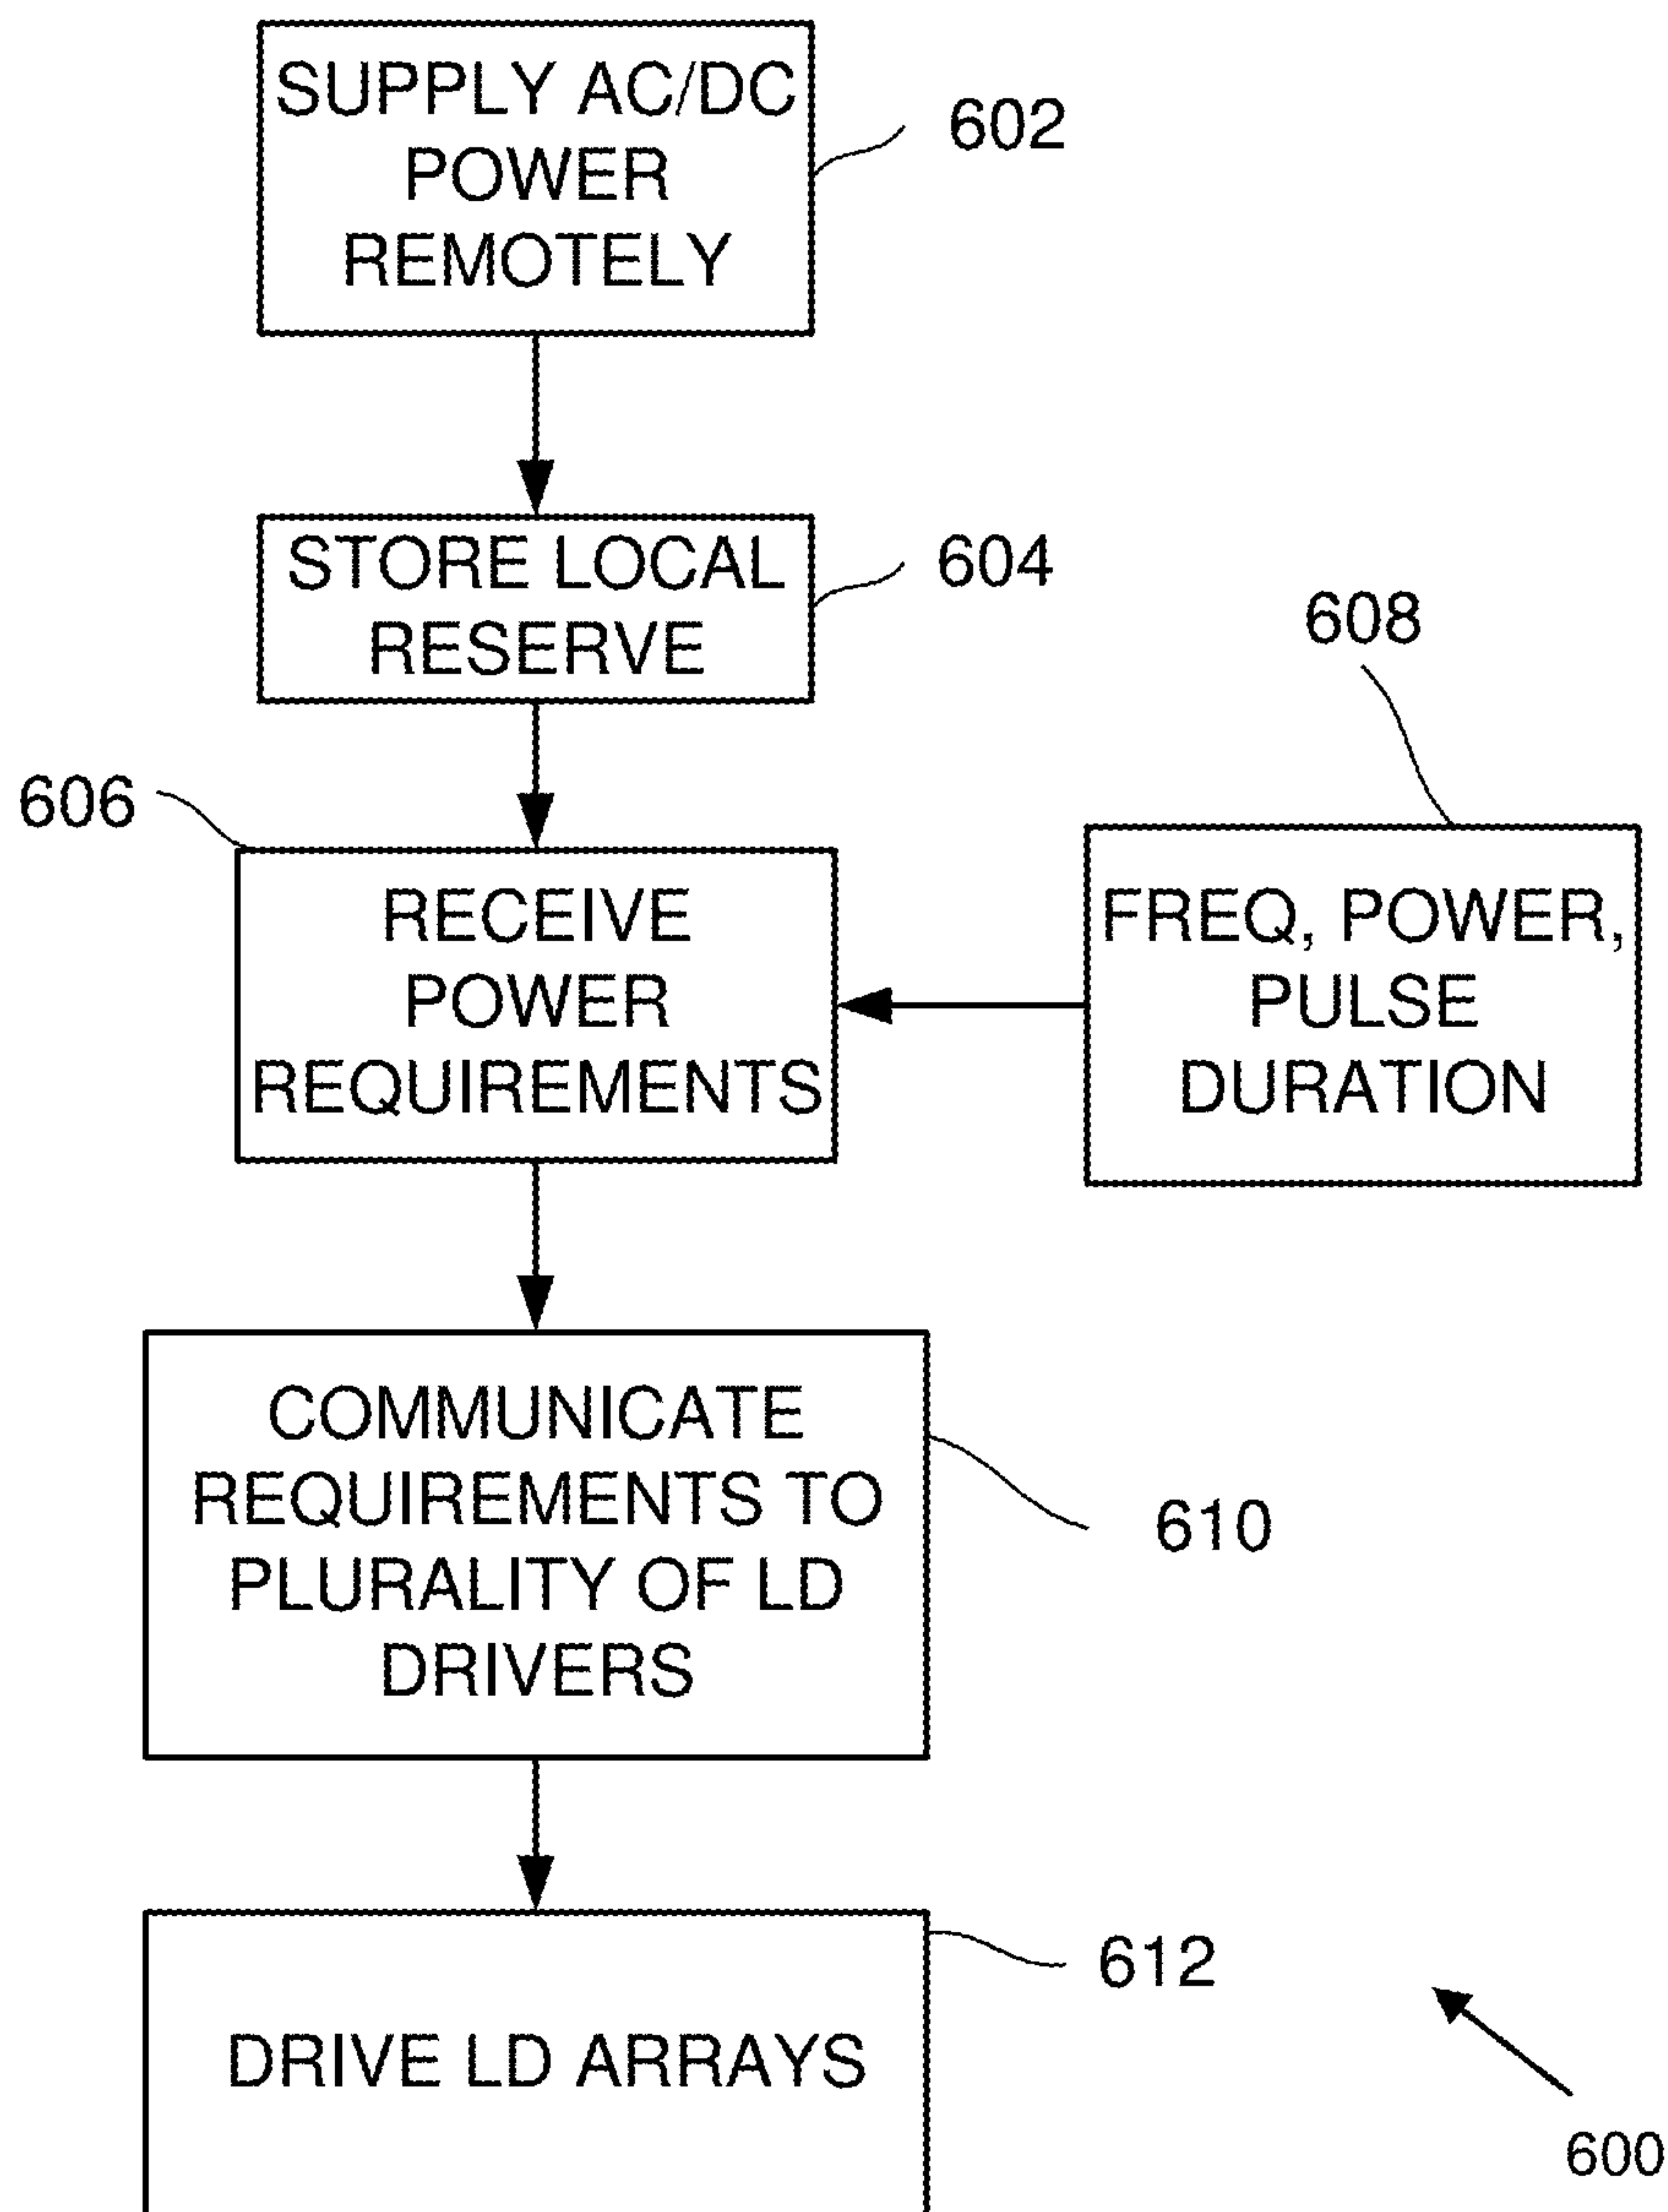 SUPPLY AC/DC
POWER
REMOTELY
602
STORE LOCAL
RESERVE
604
606
RECEIVE
POWER
REQUIREMENTS
608
FREQ, POWER,
PULSE
DURATION
COMMUNICATE
REQUIREMENTS TO
PLURALITY OF LD
DRIVERS
610
DRIVE LD ARRAYS
612
600